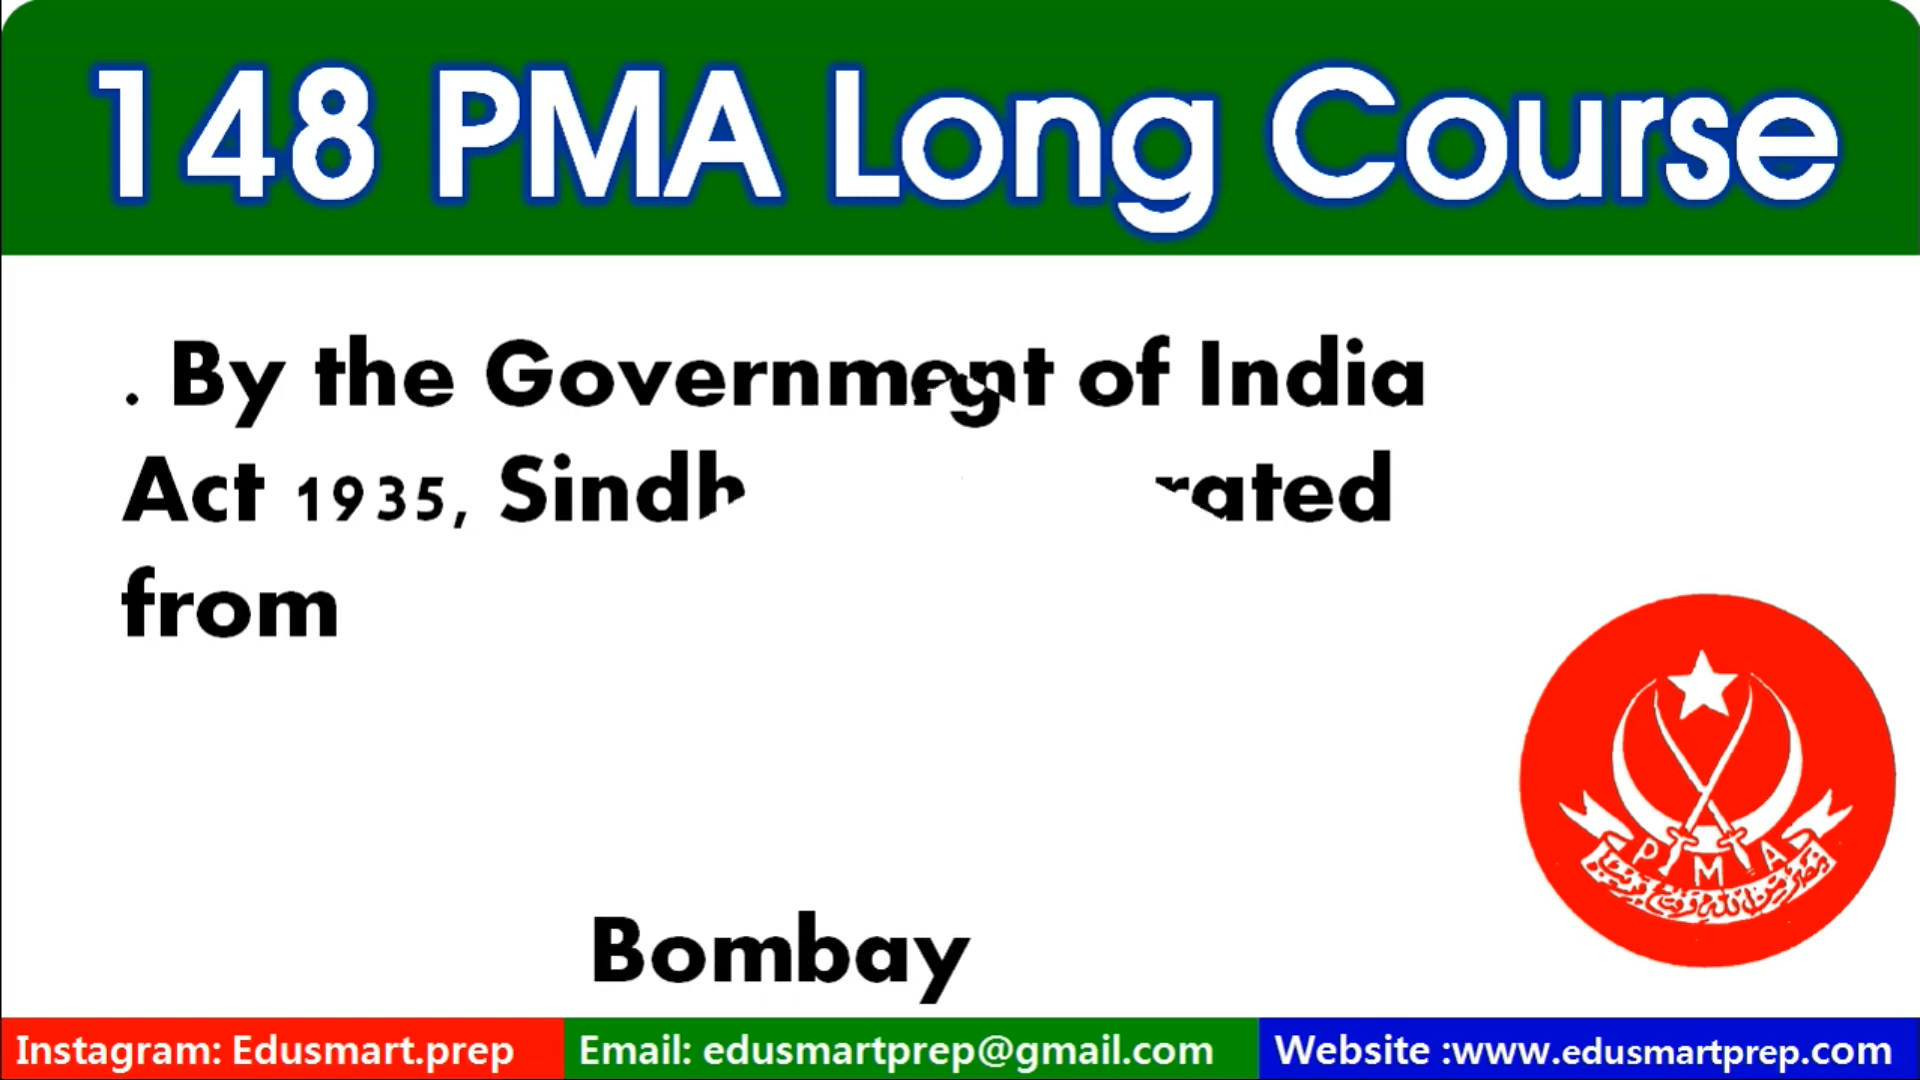 148 PMA Long Course
. By the Government of India
Act 1935, Sindh
from
Bombay
P M A
Instagram: Edusmart.prep Email: edusmartprep@gmail.com Website :www.edusmartprep.com